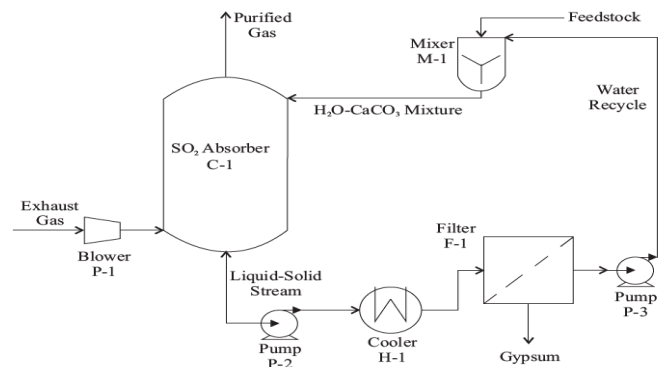 Purified
Gas
Feedstock
Mixer
M-1
H₂O-CaCO₃ Mixture
Water
Recycle
SO₂ Absorber
C-1
Exhaust
Gas
Blower
P-1
Liquid-Solid
Stream
Filter
F-1
Pump
P-2
Cooler
H-1
Gypsum
Pump
P-3